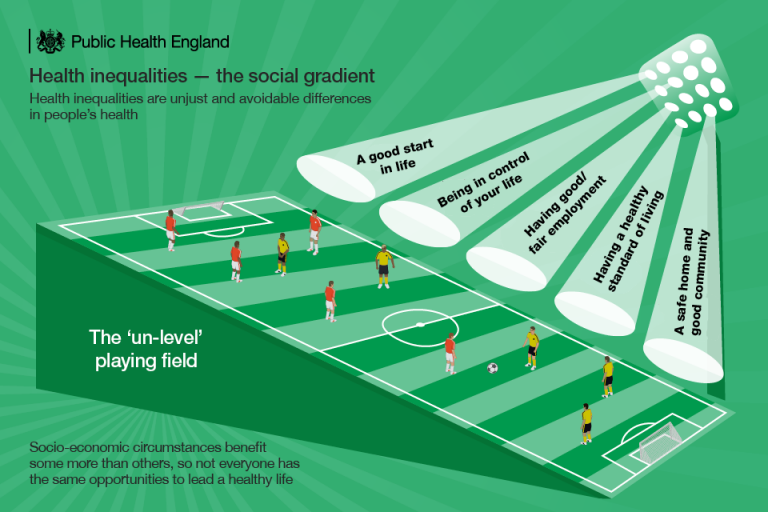 Public Health England
Health inequalities — the social gradient
Health inequalities are unjust and avoidable differences
in people's health
A good start
in life
Being in control
of your life
Having good/
fair employment
Having a healthy
standard of living
A safe home and
good community
The ‘un-level’
playing field
Socio-economic circumstances benefit
some more than others, so not everyone has
the same opportunities to lead a healthy life